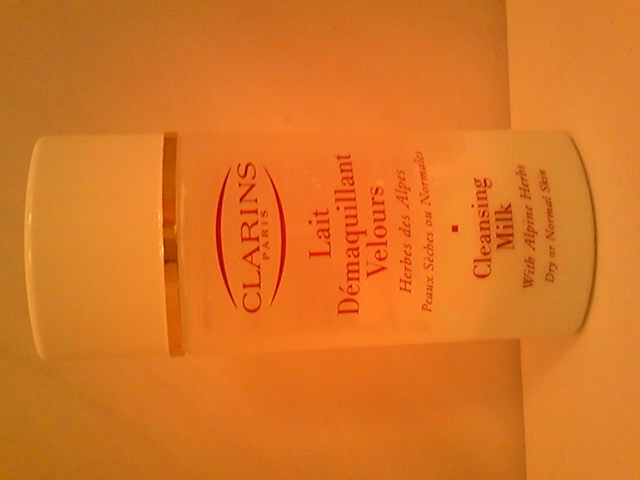 CLARINS
PARIS
Lait
Démaquillant
Velours
Herbes des Alpes
Peaux Sèches ou Normales
Cleansing
Milk
With Alpine Herbs
Dry or Normal Skin